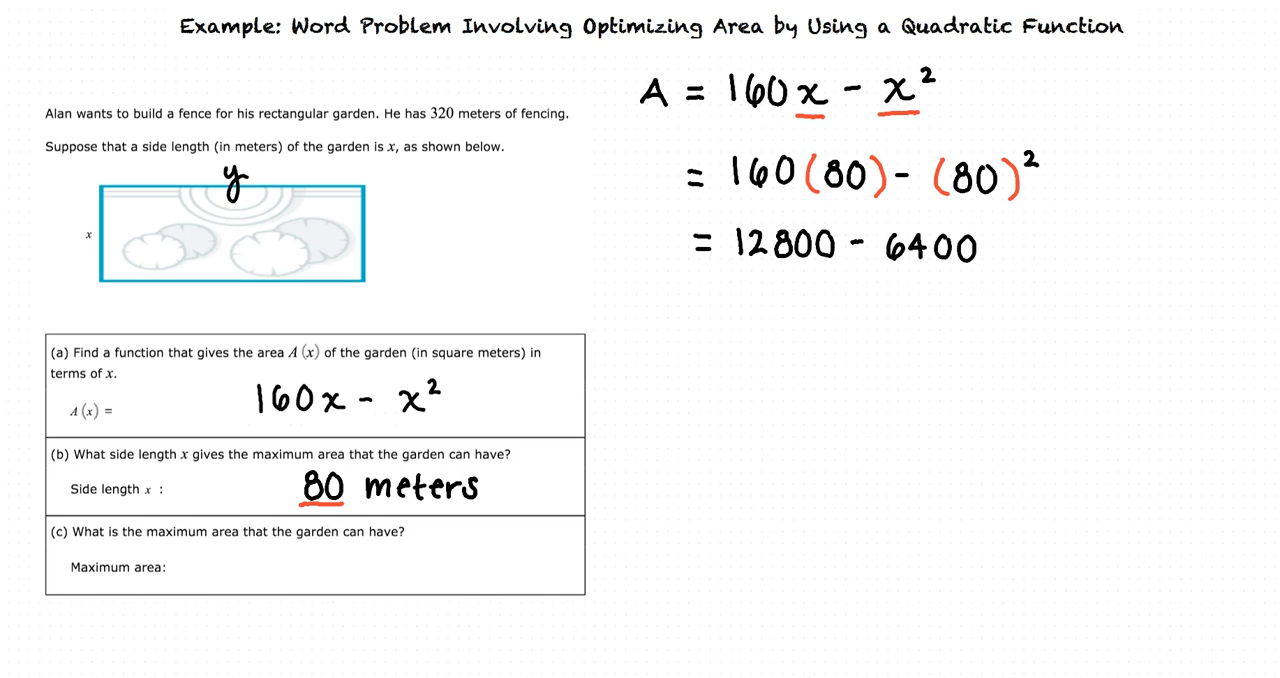 Example: Word Problem Involving Optimizing Area by Using a Quadratic Function
Alan wants to build a fence for his rectangular garden. He has 320 meters of fencing.
Suppose that a side length (in meters) of the garden is x, as shown below.
y
x
(a) Find a function that gives the area A (x) of the garden (in square meters) in
terms of x.
A (x) = 160x - x²
(b) What side length x gives the maximum area that the garden can have?
Side length x : 80 meters
(c) What is the maximum area that the garden can have?
Maximum area:
A = 160x - x²
= 160(80) - (80)²
= 12800 - 6400